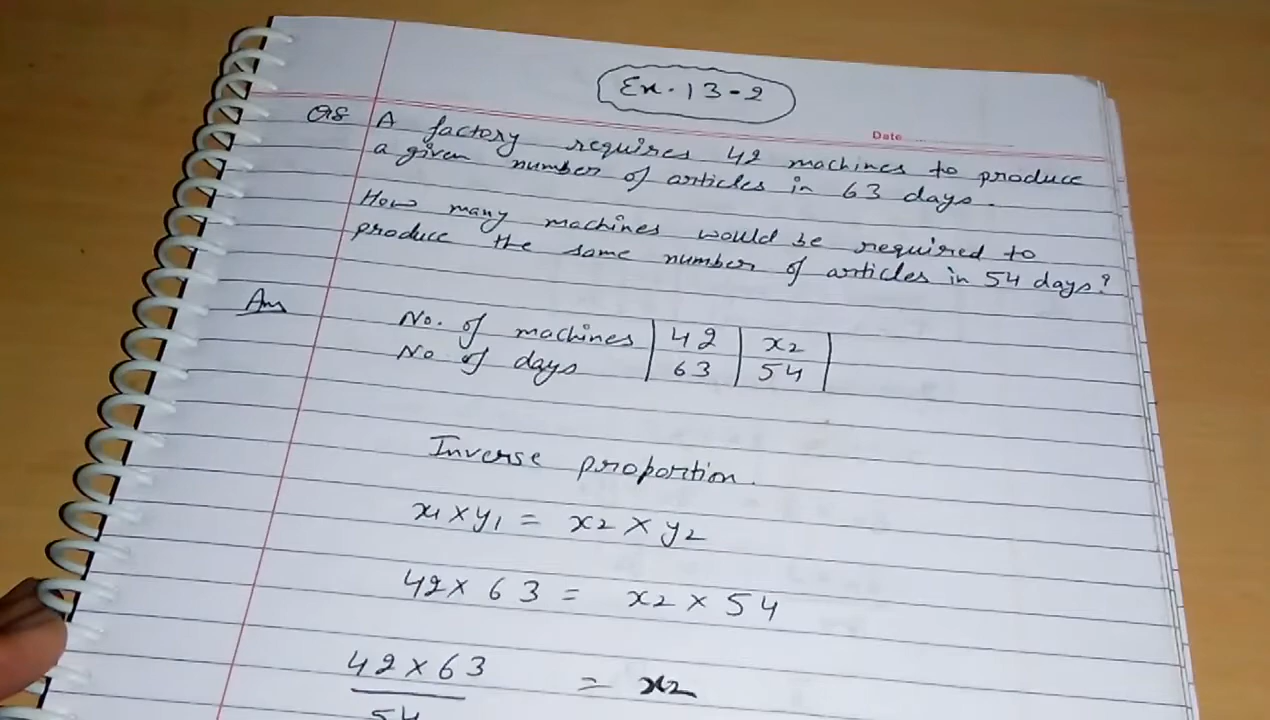 Ex. 13-2
Date
Q8 A factory requires 42 machines to produce
a given number of articles in 63 days.
How many machines would be required to
produce the same number of articles in 54 days?
Ans
No. of machines | 42 | x2 |
No of days | 63 | 54 |
Inverse proportion.
x1 × y1 = x2 × y2
42 × 63 = x2 × 54
42 × 63 = x2
54